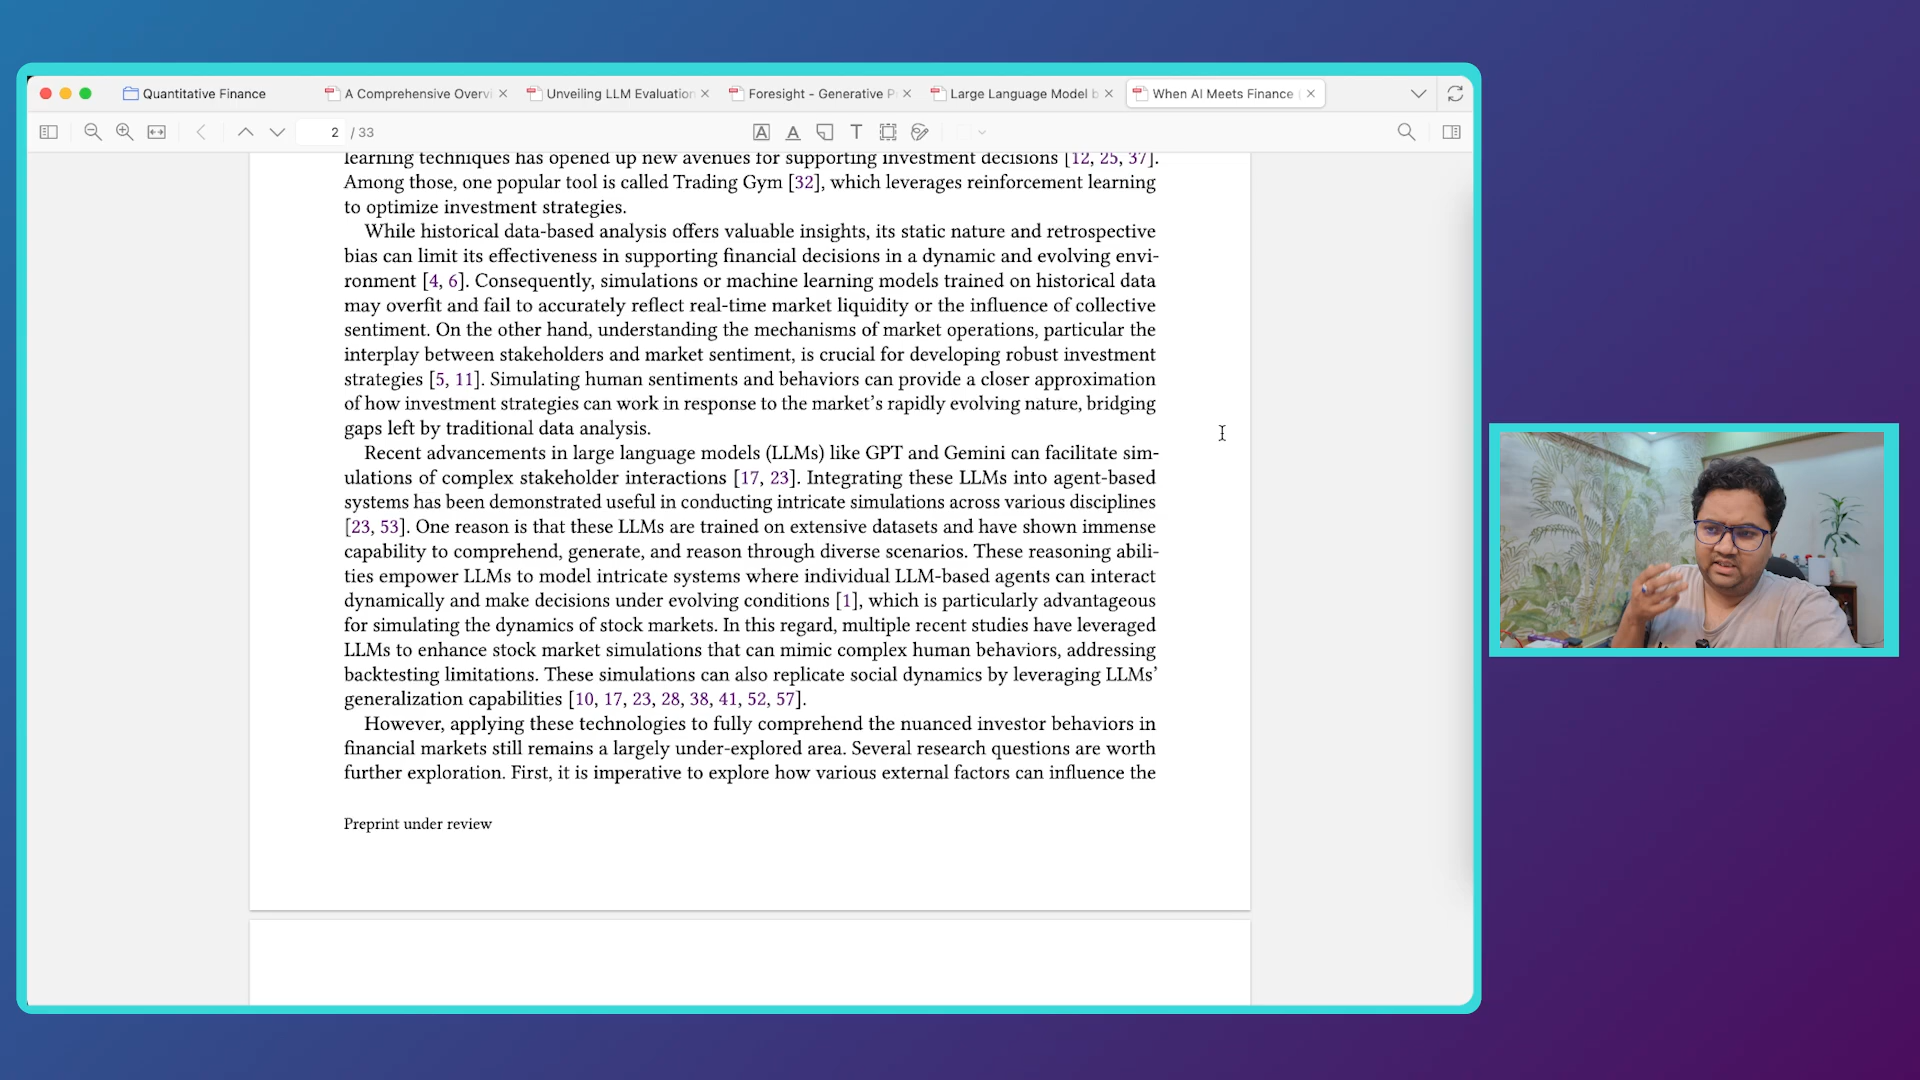 Quantitative Finance
A Comprehensive Overvi
Unveiling LLM Evaluation
Foresight - Generative P
Large Language Model b
When AI Meets Finance (
2 / 33
learning techniques has opened up new avenues for supporting investment decisions [12, 25, 37].
Among those, one popular tool is called Trading Gym [32], which leverages reinforcement learning
to optimize investment strategies.
While historical data-based analysis offers valuable insights, its static nature and retrospective
bias can limit its effectiveness in supporting financial decisions in a dynamic and evolving envi-
ronment [4, 6]. Consequently, simulations or machine learning models trained on historical data
may overfit and fail to accurately reflect real-time market liquidity or the influence of collective
sentiment. On the other hand, understanding the mechanisms of market operations, particular the
interplay between stakeholders and market sentiment, is crucial for developing robust investment
strategies [5, 11]. Simulating human sentiments and behaviors can provide a closer approximation
of how investment strategies can work in response to the market's rapidly evolving nature, bridging
gaps left by traditional data analysis.
Recent advancements in large language models (LLMs) like GPT and Gemini can facilitate sim-
ulations of complex stakeholder interactions [17, 23]. Integrating these LLMs into agent-based
systems has been demonstrated useful in conducting intricate simulations across various disciplines
[23, 53]. One reason is that these LLMs are trained on extensive datasets and have shown immense
capability to comprehend, generate, and reason through diverse scenarios. These reasoning abili-
ties empower LLMs to model intricate systems where individual LLM-based agents can interact
dynamically and make decisions under evolving conditions [1], which is particularly advantageous
for simulating the dynamics of stock markets. In this regard, multiple recent studies have leveraged
LLMs to enhance stock market simulations that can mimic complex human behaviors, addressing
backtesting limitations. These simulations can also replicate social dynamics by leveraging LLMs'
generalization capabilities [10, 17, 23, 28, 38, 41, 52, 57].
However, applying these technologies to fully comprehend the nuanced investor behaviors in
financial markets still remains a largely under-explored area. Several research questions are worth
further exploration. First, it is imperative to explore how various external factors can influence the
Preprint under review